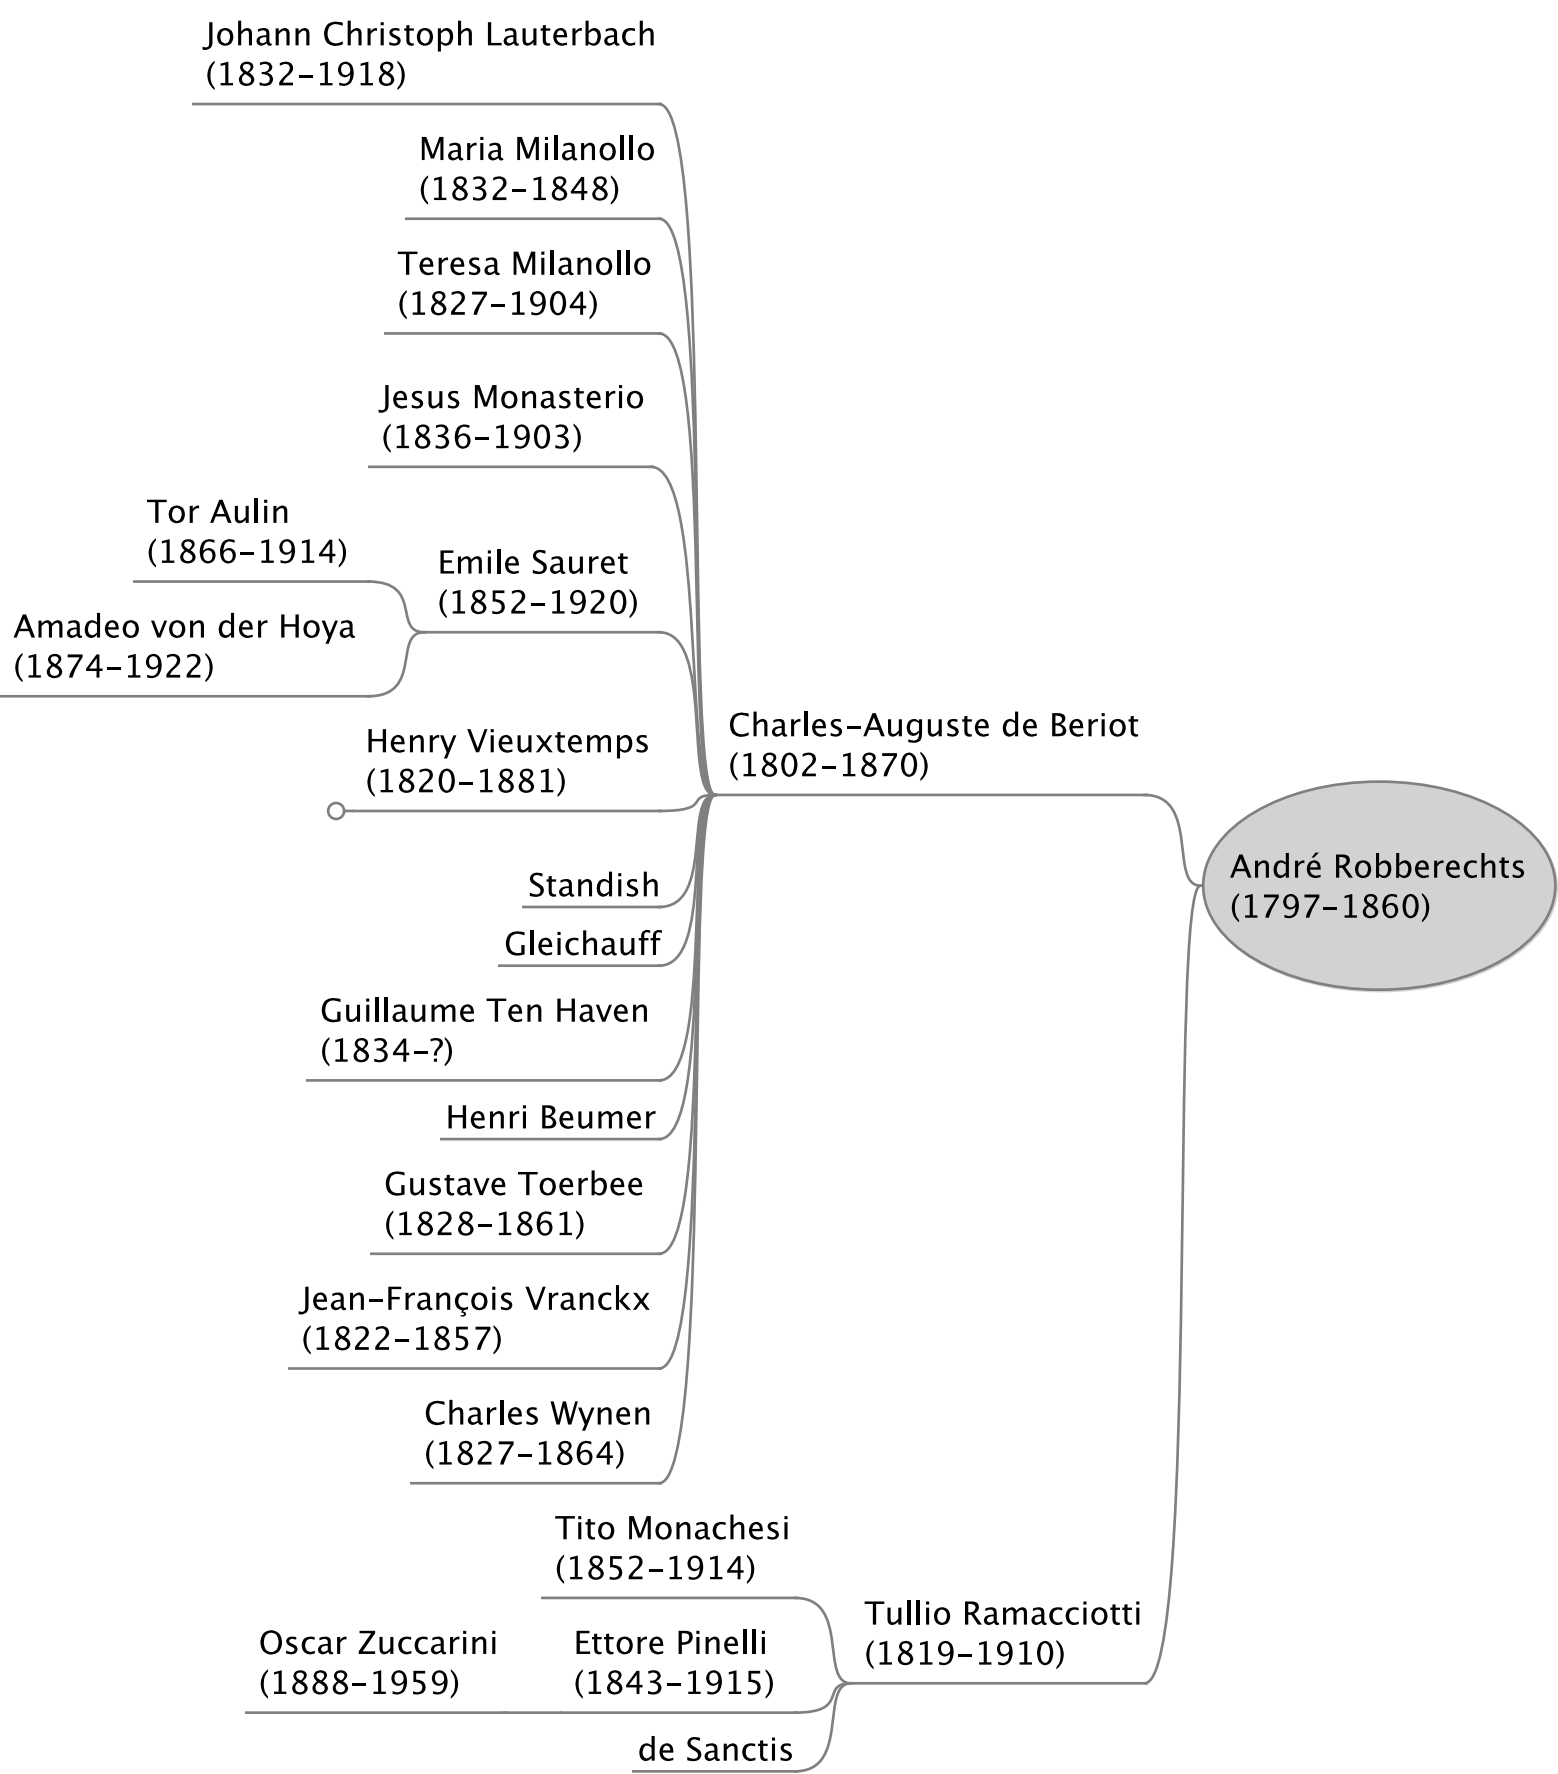 Johann Christoph Lauterbach
(1832–1918)
Maria Milanollo
(1832–1848)
Teresa Milanollo
(1827–1904)
Jesus Monasterio
(1836–1903)
Tor Aulin
(1866–1914)
Emile Sauret
(1852–1920)
Amadeo von der Hoya
(1874–1922)
Henry Vieuxtemps
(1820–1881)
Charles–Auguste de Beriot
(1802–1870)
André Robberechts
(1797–1860)
Standish
Gleichauff
Guillaume Ten Haven
(1834–?)
Henri Beumer
Gustave Toerbee
(1828–1861)
Jean–François Vranckx
(1822–1857)
Charles Wynen
(1827–1864)
Tito Monachesi
(1852–1914)
Tullio Ramacciotti
(1819–1910)
Oscar Zuccarini
(1888–1959)
Ettore Pinelli
(1843–1915)
de Sanctis